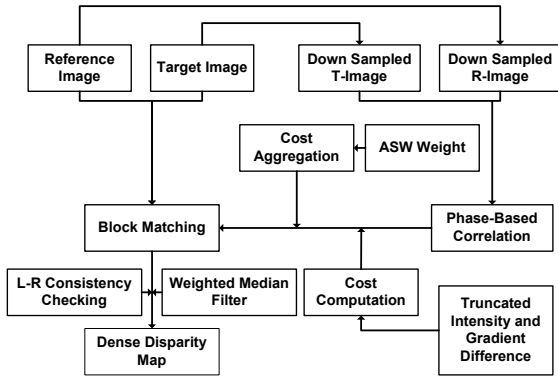 Reference
Image
Target Image
Down Sampled
T-Image
Down Sampled
R-Image
Cost
Aggregation
ASW Weight
Block Matching
Phase-Based
Correlation
L-R Consistency
Checking
Weighted Median
Filter
Cost
Computation
Truncated
Intensity and
Gradient
Difference
Dense Disparity
Map